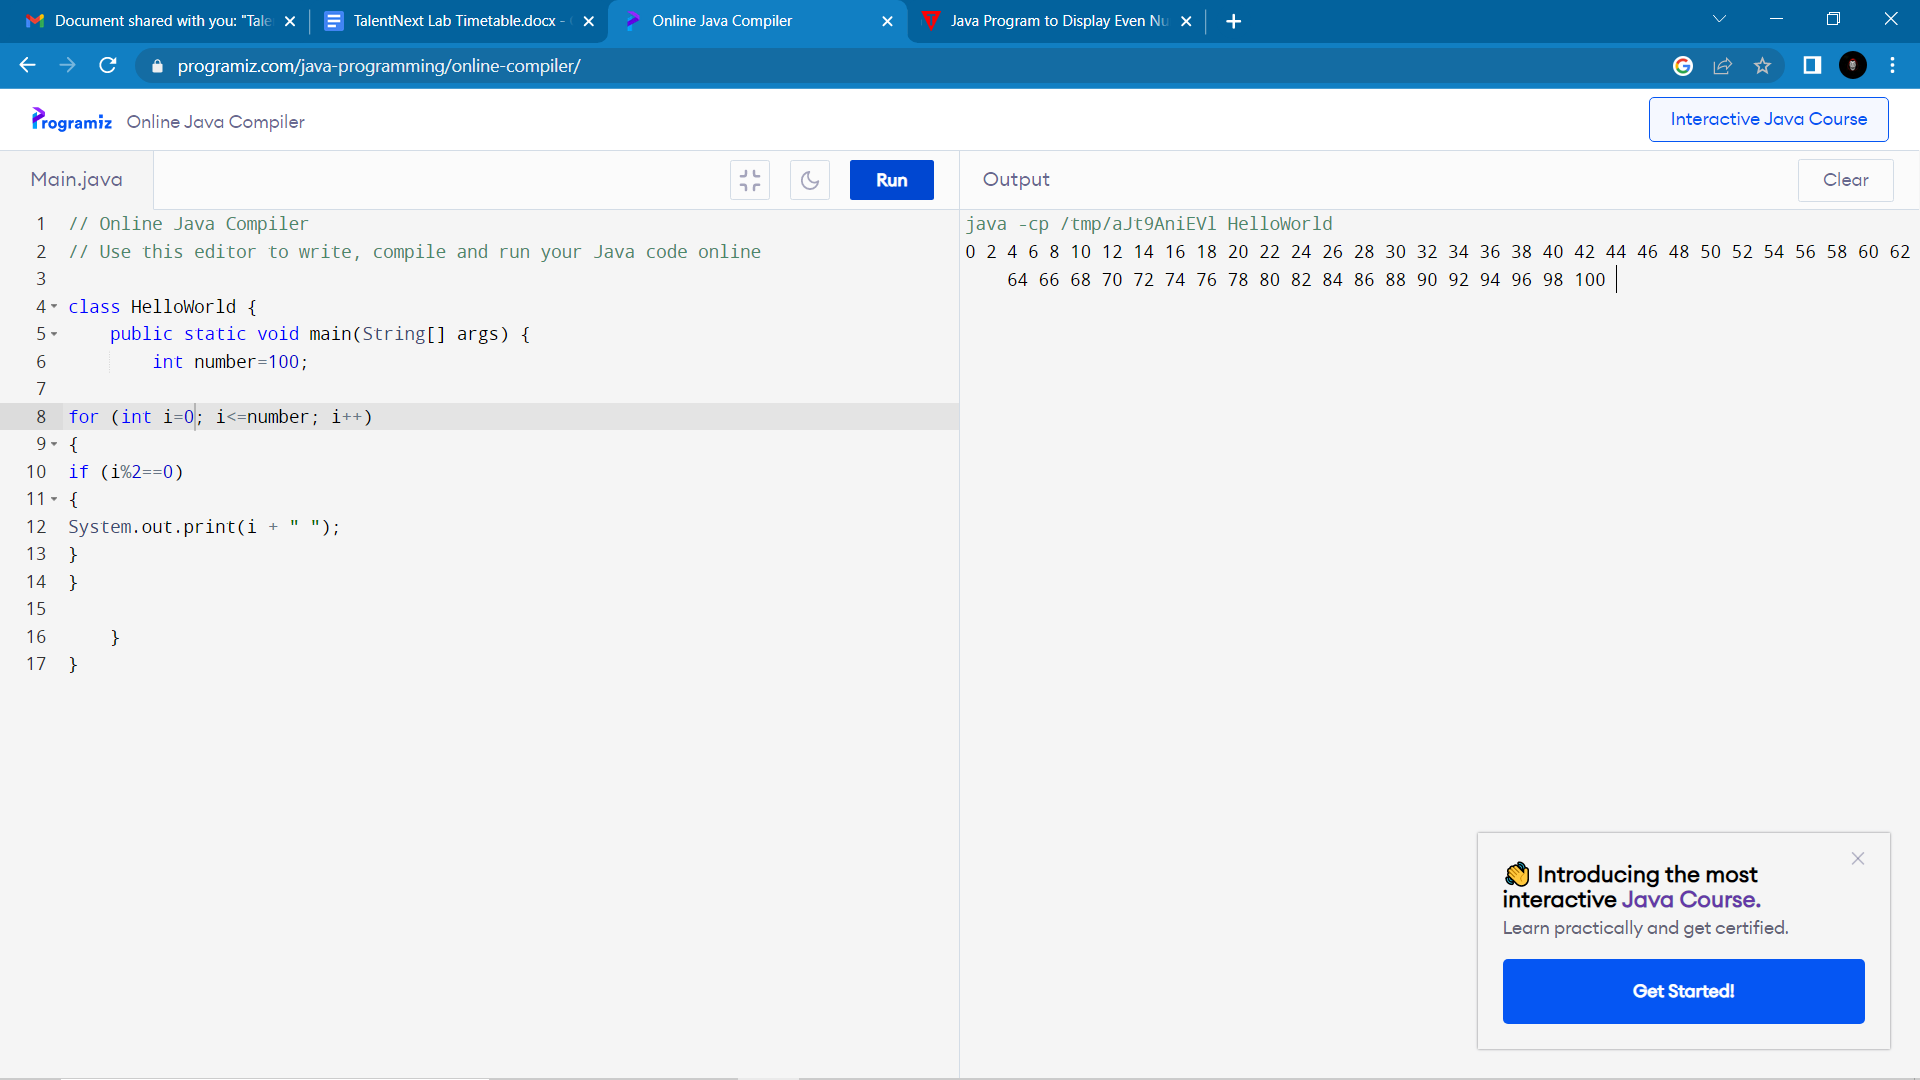 Document shared with you: "Tale
TalentNext Lab Timetable.docx -
Online Java Compiler
Java Program to Display Even Nu
programiz.com/java-programming/online-compiler/
Programiz Online Java Compiler
Interactive Java Course
Main.java
Run
Output
Clear
1 // Online Java Compiler
2 // Use this editor to write, compile and run your Java code online
3
4 class HelloWorld {
5     public static void main(String[] args) {
6         int number=100;
7
8 for (int i=0; i<=number; i++)
9 {
10 if (i%2==0)
11 {
12 System.out.print(i + " ");
13 }
14 }
15
16     }
17 }
java -cp /tmp/aJt9AniEVl HelloWorld
0 2 4 6 8 10 12 14 16 18 20 22 24 26 28 30 32 34 36 38 40 42 44 46 48 50 52 54 56 58 60 62
64 66 68 70 72 74 76 78 80 82 84 86 88 90 92 94 96 98 100
👋 Introducing the most
interactive Java Course.
Learn practically and get certified.
Get Started!